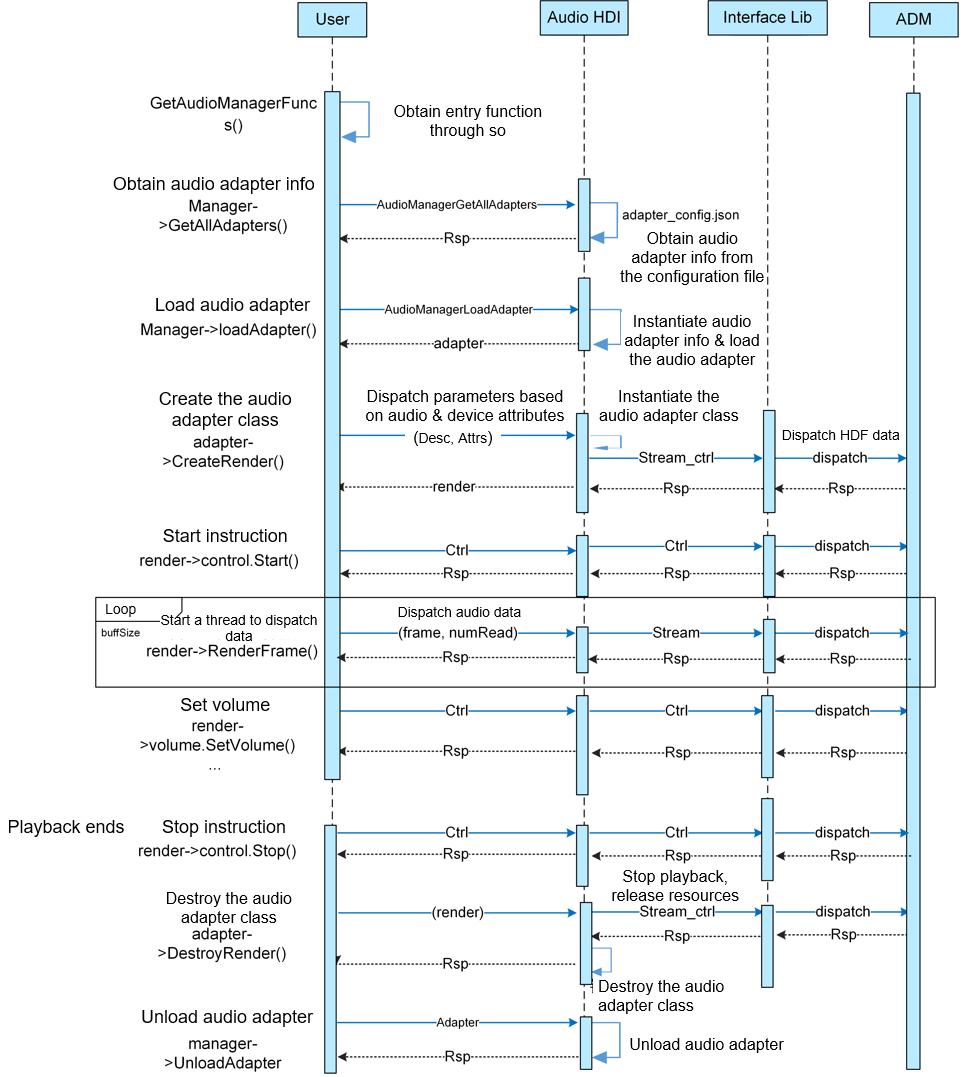 User
Audio HDI
Interface Lib
ADM
GetAudioManagerFunc
s()
Obtain entry function
through so
Obtain audio adapter info
Manager-
>GetAllAdapters()
AudioManagerGetAllAdapters
adapter_config.json
Rsp
Obtain audio
adapter info from
the configuration file
Load audio adapter
Manager->loadAdapter()
AudioManagerLoadAdapter
adapter
Instantiate audio
adapter info & load
the audio adapter
Create the audio
adapter class
adapter-
>CreateRender()
Dispatch parameters based
on audio & device attributes
(Desc, Attrs)
Instantiate the
audio adapter class
Dispatch HDF data
Stream_ctrl
dispatch
render
Rsp
Rsp
Start instruction
render->control.Start()
Ctrl
Ctrl
dispatch
Rsp
Rsp
Rsp
Loop
buffSize
Start a thread to dispatch
data
render->RenderFrame()
Dispatch audio data
(frame, numRead)
Stream
dispatch
Rsp
Rsp
Rsp
Set volume
render-
>volume.SetVolume()
...
Ctrl
Ctrl
dispatch
Rsp
Rsp
Rsp
Playback ends
Stop instruction
render->control.Stop()
Ctrl
Ctrl
dispatch
Rsp
Rsp
Rsp
Stop playback,
release resources
Destroy the audio
adapter class
adapter-
>DestroyRender()
(render)
Stream_ctrl
dispatch
Rsp
Rsp
Rsp
Destroy the audio
adapter class
Unload audio adapter
manager-
>UnloadAdapter
Adapter
Unload audio adapter
Rsp